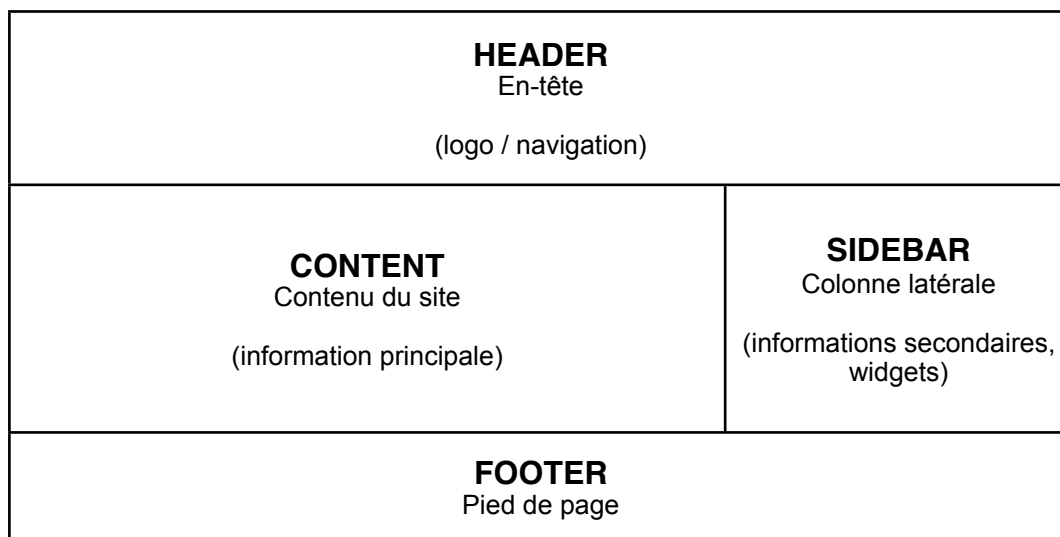 HEADER
En-tête
(logo / navigation)
CONTENT
Contenu du site
(information principale)
SIDEBAR
Colonne latérale
(informations secondaires,
widgets)
FOOTER
Pied de page